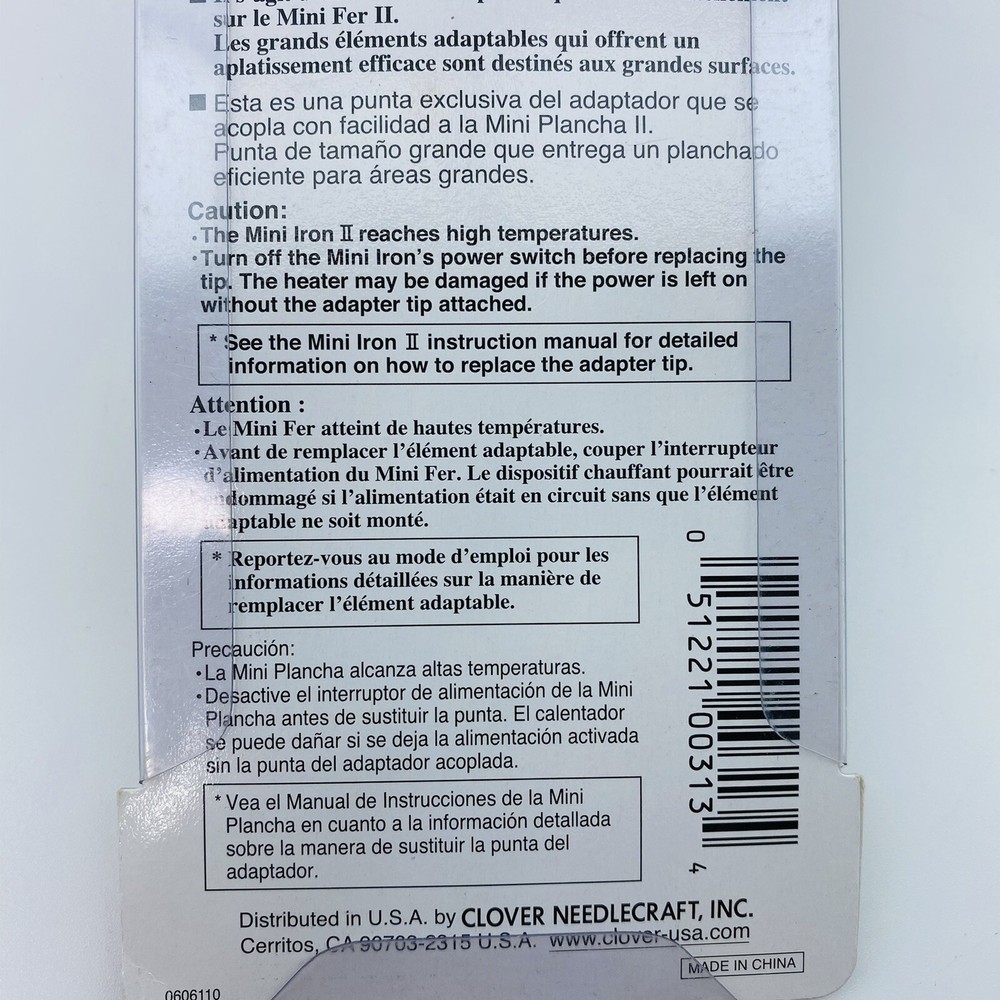 sur le Mini Fer II.
Les grands éléments adaptables qui offrent un
aplatissement efficace sont destinés aux grandes surfaces.
■ Esta es una punta exclusiva del adaptador que se
acopla con facilidad a la Mini Plancha II.
Punta de tamaño grande que entrega un planchado
eficiente para áreas grandes.
Caution:
·The Mini Iron II reaches high temperatures.
·Turn off the Mini Iron's power switch before replacing the
tip. The heater may be damaged if the power is left on
without the adapter tip attached.
* See the Mini Iron II instruction manual for detailed
information on how to replace the adapter tip.
Attention :
·Le Mini Fer atteint de hautes températures.
·Avant de remplacer l'élément adaptable, couper l'interrupteur
d'alimentation du Mini Fer. Le dispositif chauffant pourrait être
endommagé si l'alimentation était en circuit sans que l'élément
adaptable ne soit monté.
* Reportez-vous au mode d'emploi pour les
informations détaillées sur la manière de
remplacer l'élément adaptable.
Precaución:
·La Mini Plancha alcanza altas temperaturas.
·Desactive el interruptor de alimentación de la Mini
Plancha antes de sustituir la punta. El calentador
se puede dañar si se deja la alimentación activada
sin la punta del adaptador acoplada.
* Vea el Manual de Instrucciones de la Mini
Plancha en cuanto a la información detallada
sobre la manera de sustituir la punta del
adaptador.
0 51221 00313 4
Distributed in U.S.A. by CLOVER NEEDLECRAFT, INC.
Cerritos, CA 90703-2315 U.S.A. www.clover-usa.com
MADE IN CHINA
0606110